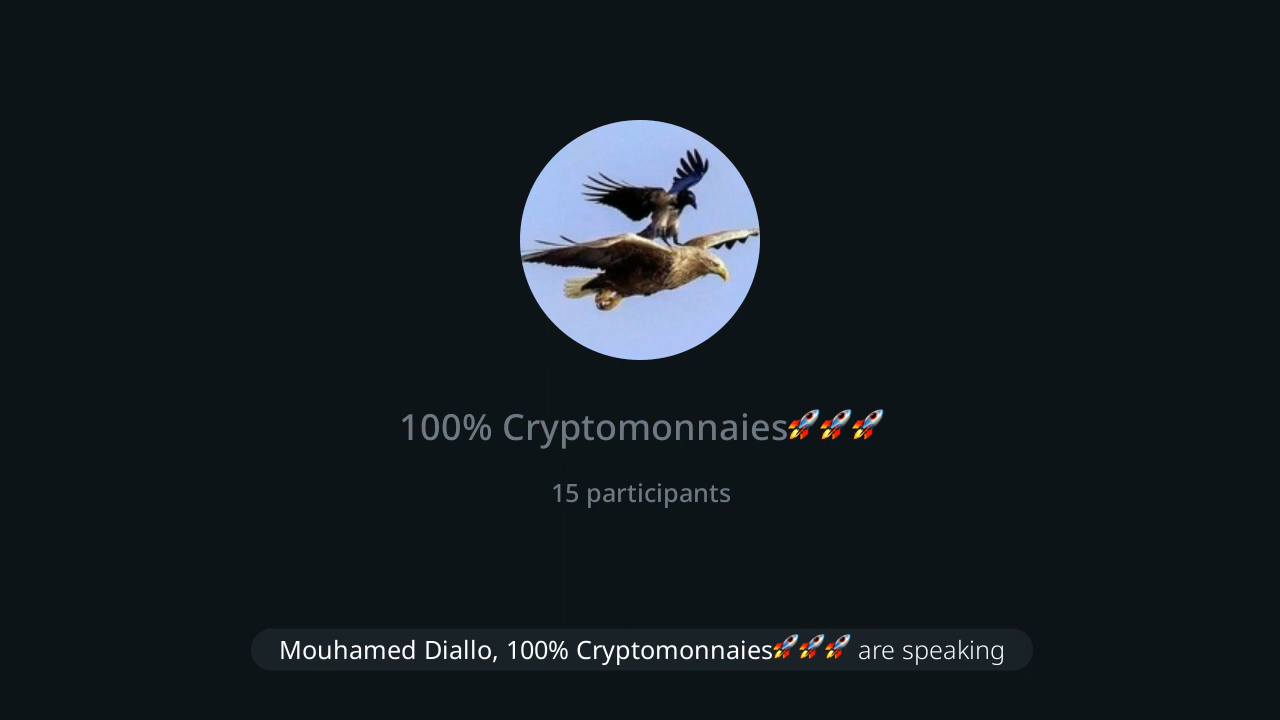 100% Cryptomonnaies🚀🚀🚀
15 participants
Mouhamed Diallo, 100% Cryptomonnaies🚀🚀🚀 are speaking